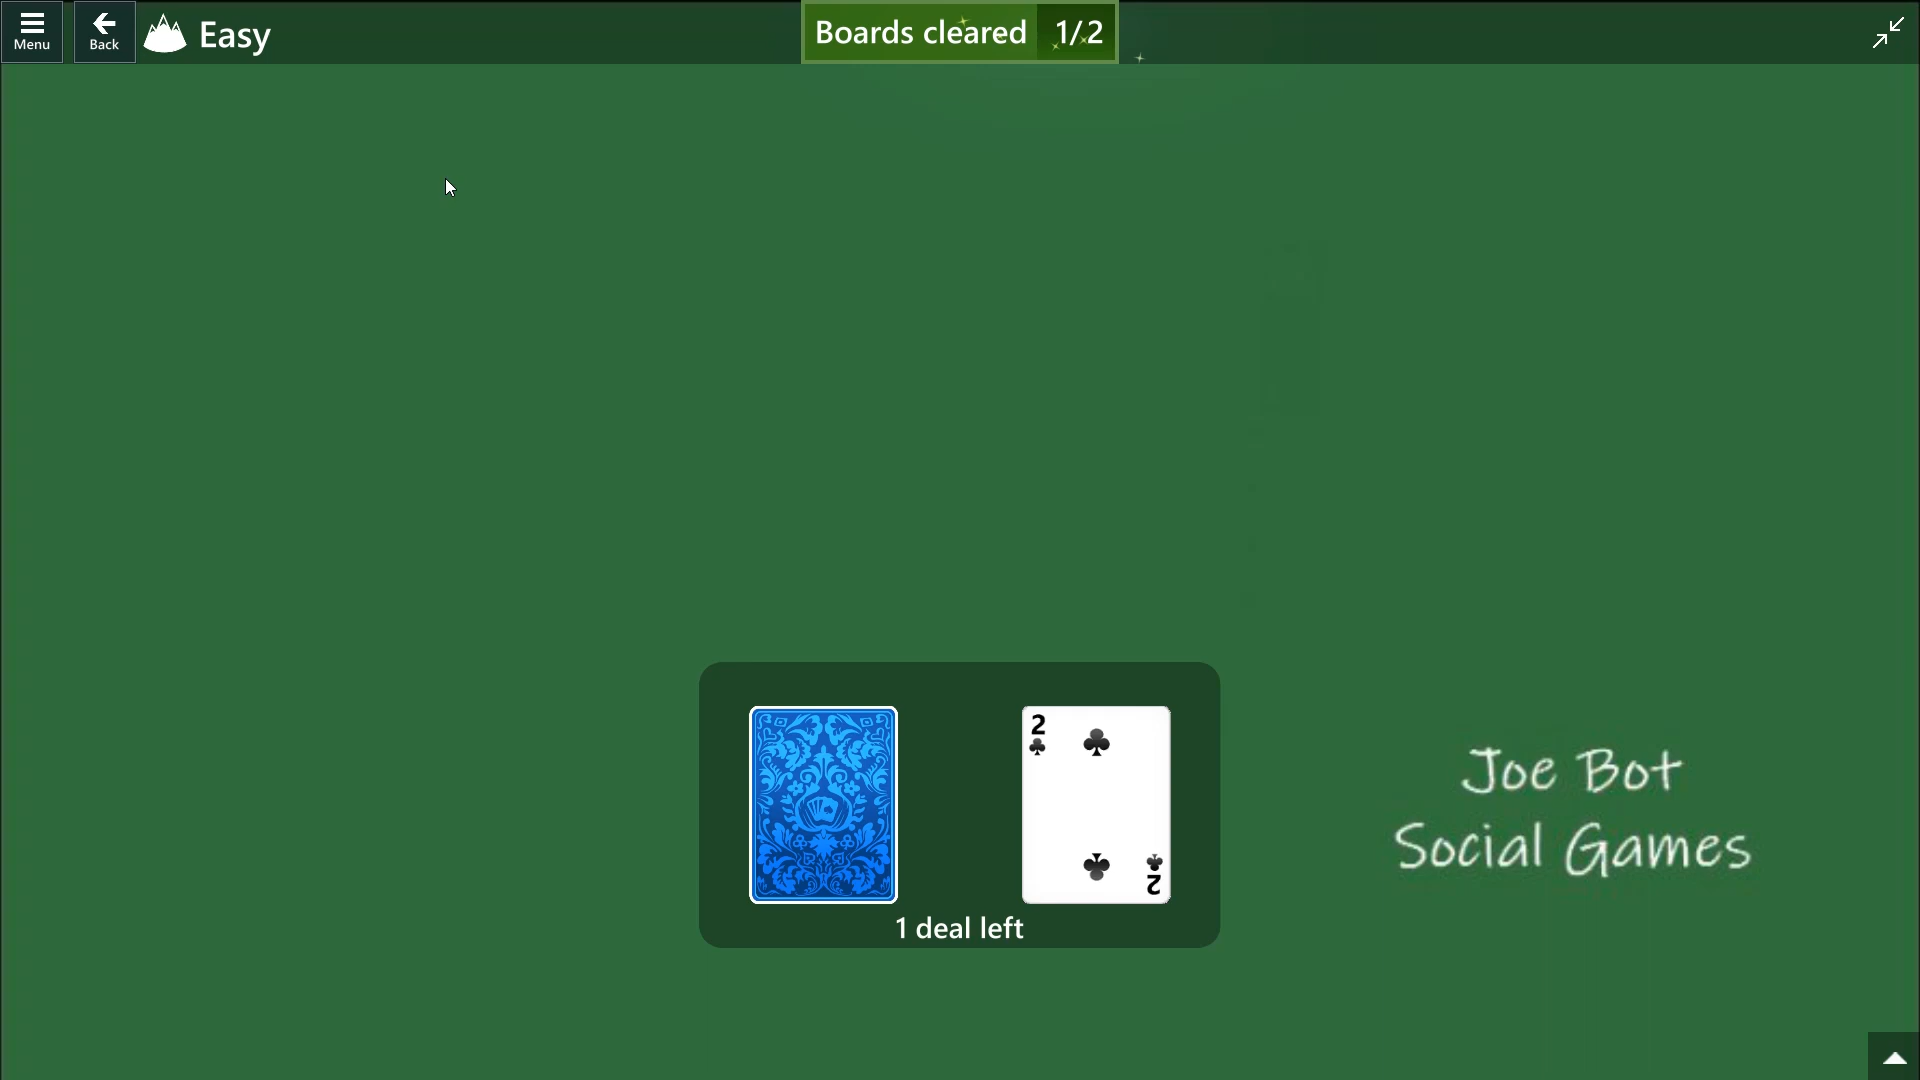 Menu
Back
Easy
Boards cleared 1/2
2
2
1 deal left
Joe Bot
Social Games